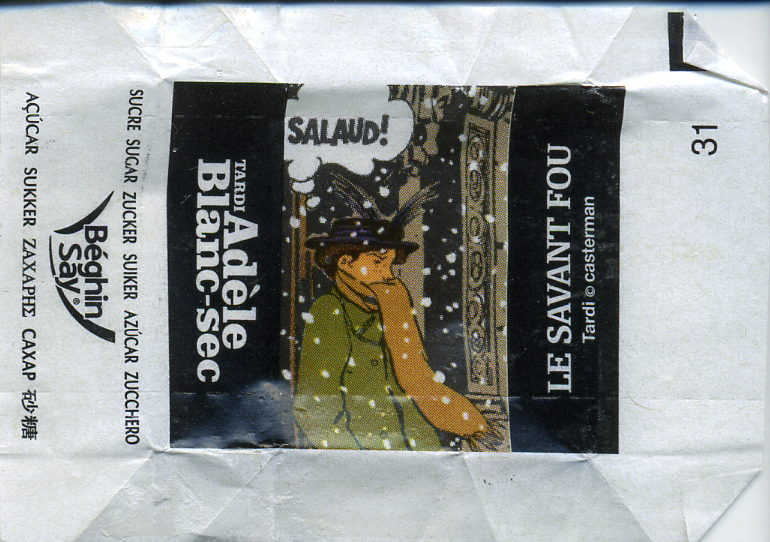 AÇÚCAR SUKKER ΖΑΧΑΡΗΣ САХАР 砂糖
Béghin
Say®
SUCRE SUGAR ZUCKER SUIKER AZÚCAR ZUCCHERO
TARDI
Adèle
Blanc-sec
SALAUD!
LE SAVANT FOU
Tardi © casterman
31